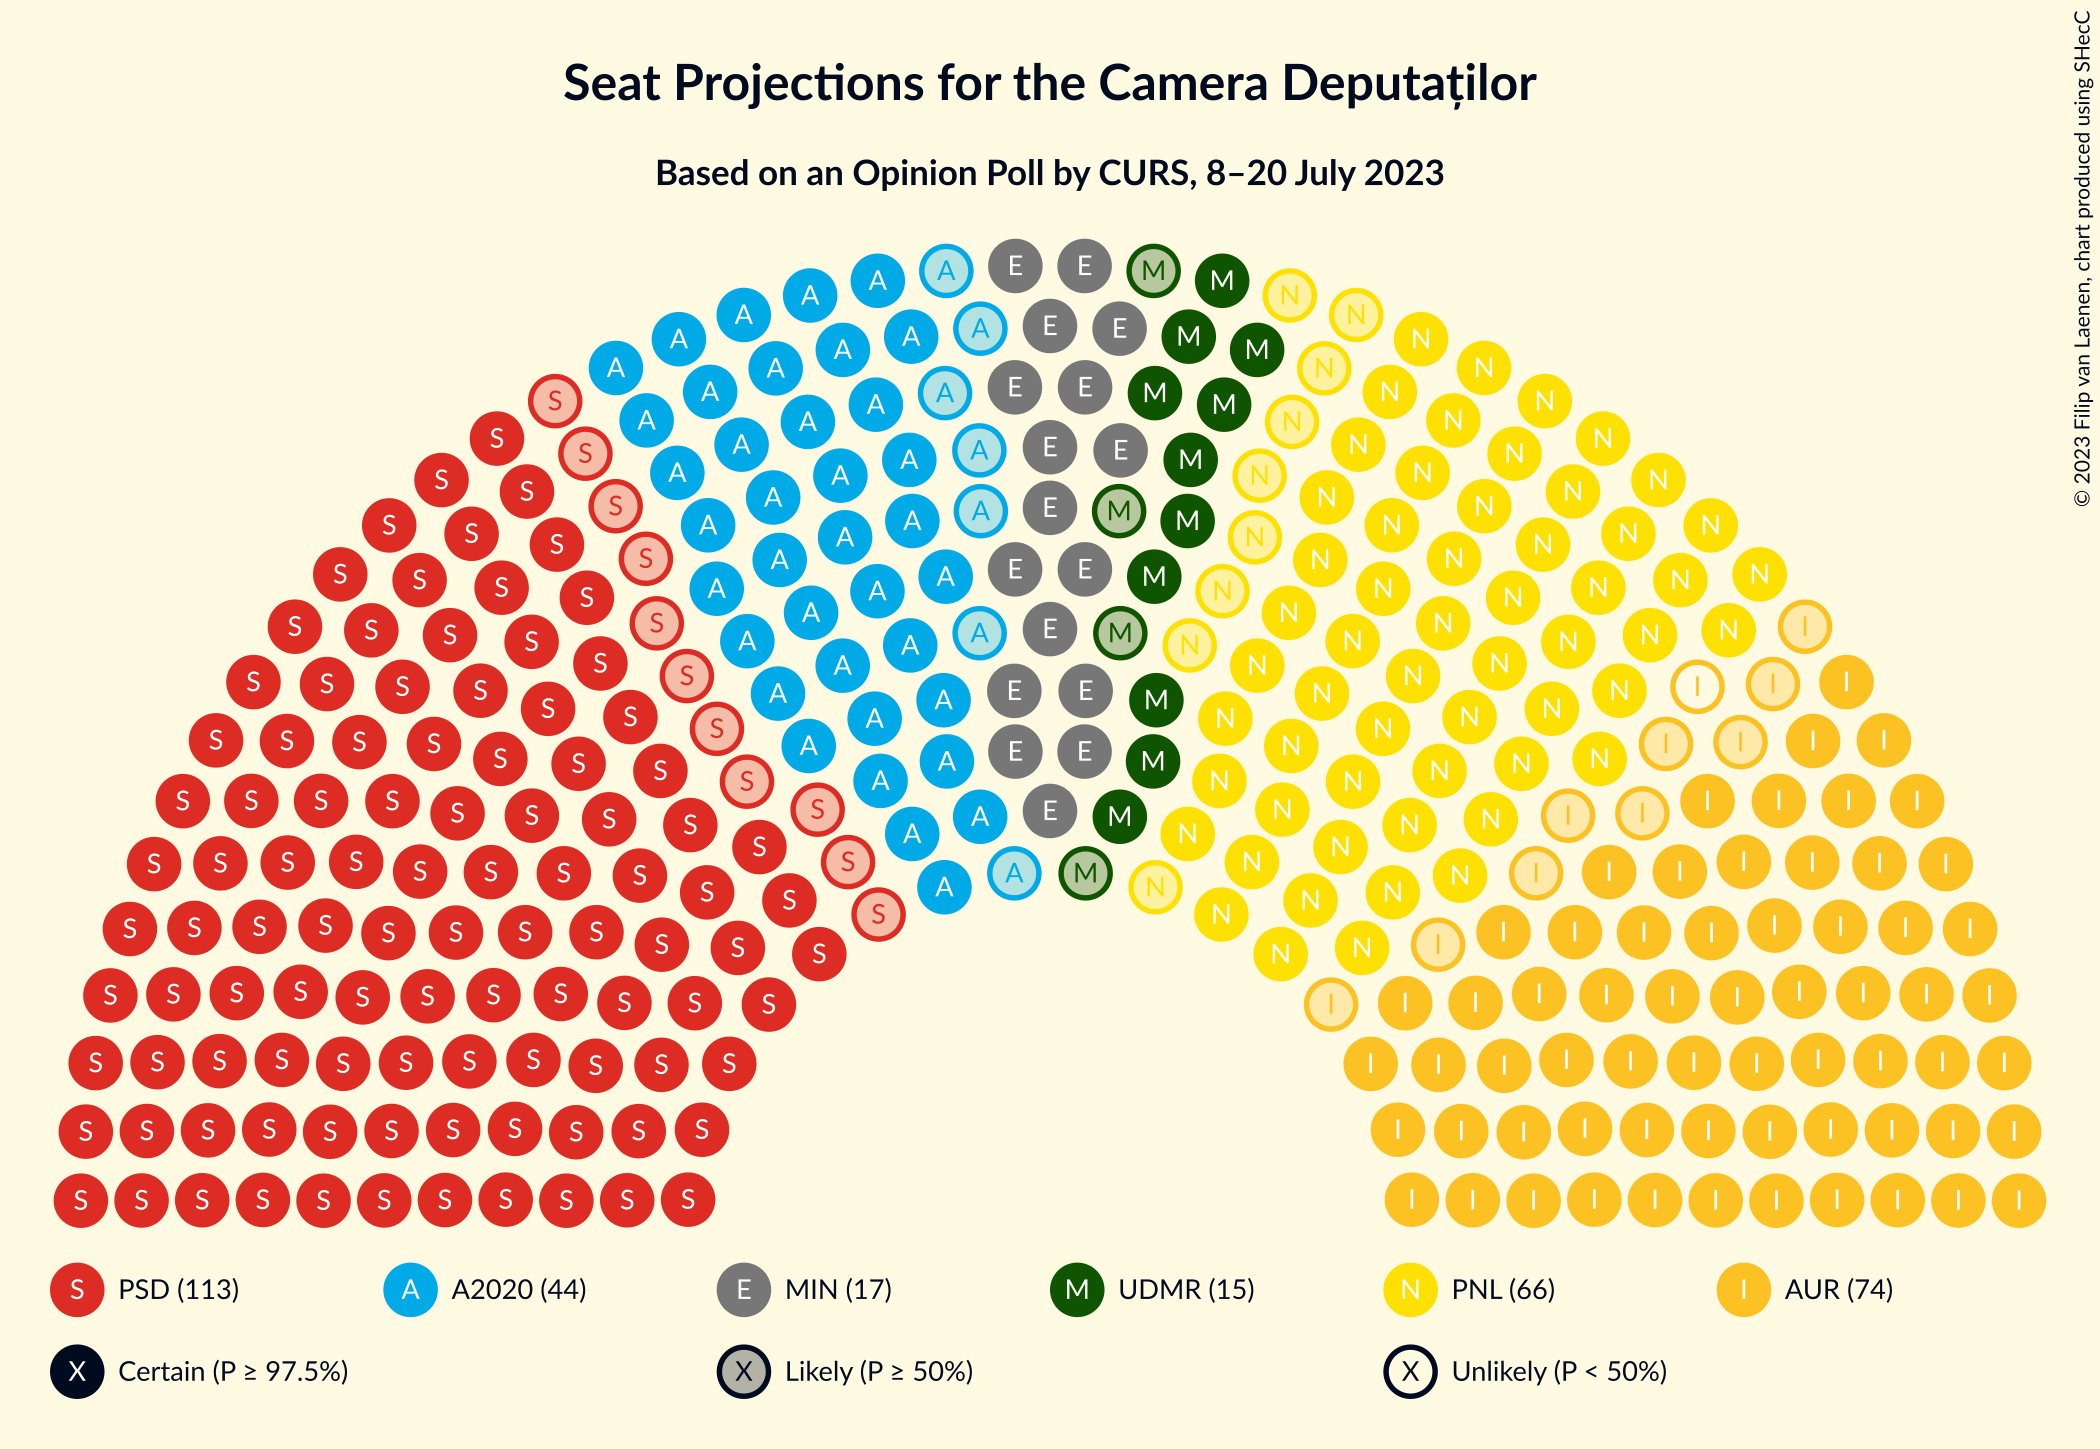 Seat Projections for the Camera Deputaților
Based on an Opinion Poll by CURS, 8–20 July 2023
© 2023 Filip van Laenen, chart produced using SHecC
S PSD (113)
A A2020 (44)
E MIN (17)
M UDMR (15)
N PNL (66)
I AUR (74)
X Certain (P ≥ 97.5%)
X Likely (P ≥ 50%)
X Unlikely (P < 50%)